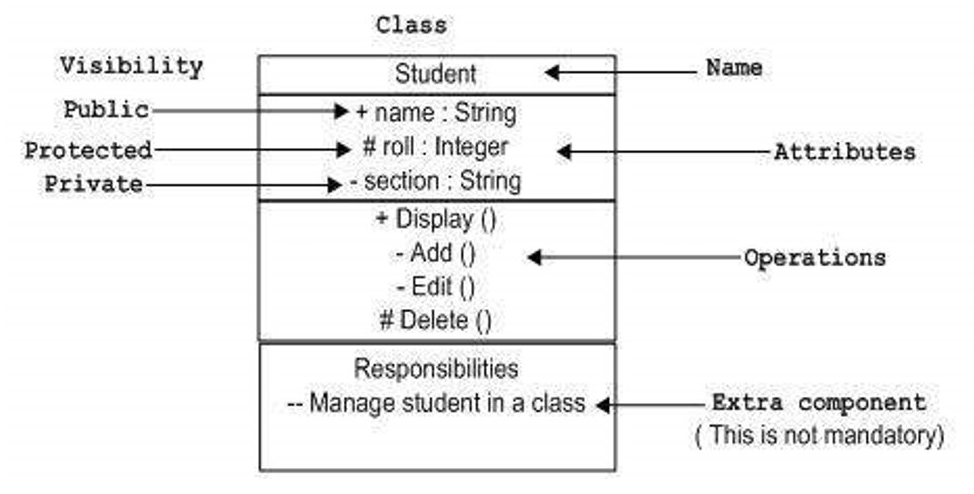 Class
Visibility
Student
Name
Public
+ name : String
Protected
# roll : Integer
Attributes
Private
- section : String
+ Display ()
- Add ()
Operations
- Edit ()
# Delete ()
Responsibilities
-- Manage student in a class
Extra component
( This is not mandatory)